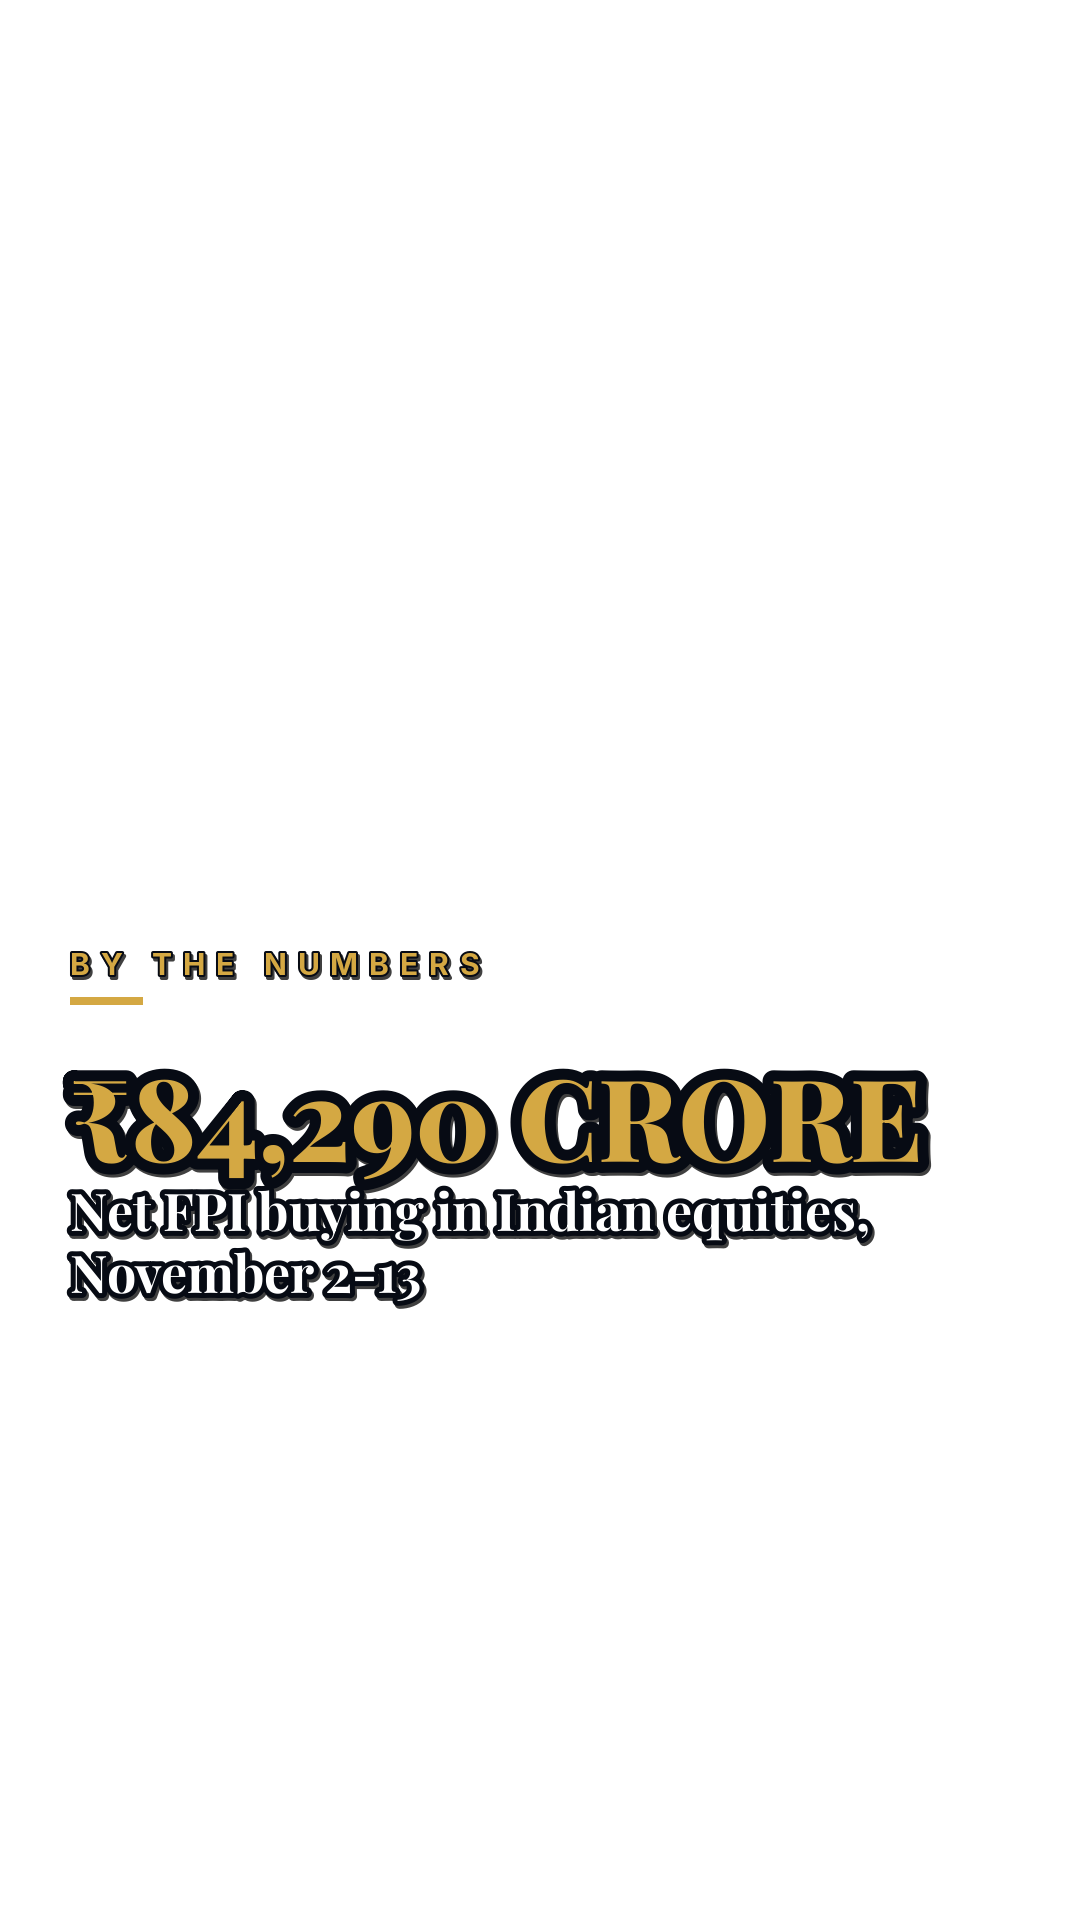 BY THE NUMBERS
₹84,290 CRORE
Net FPI buying in Indian equities,
November 2–13